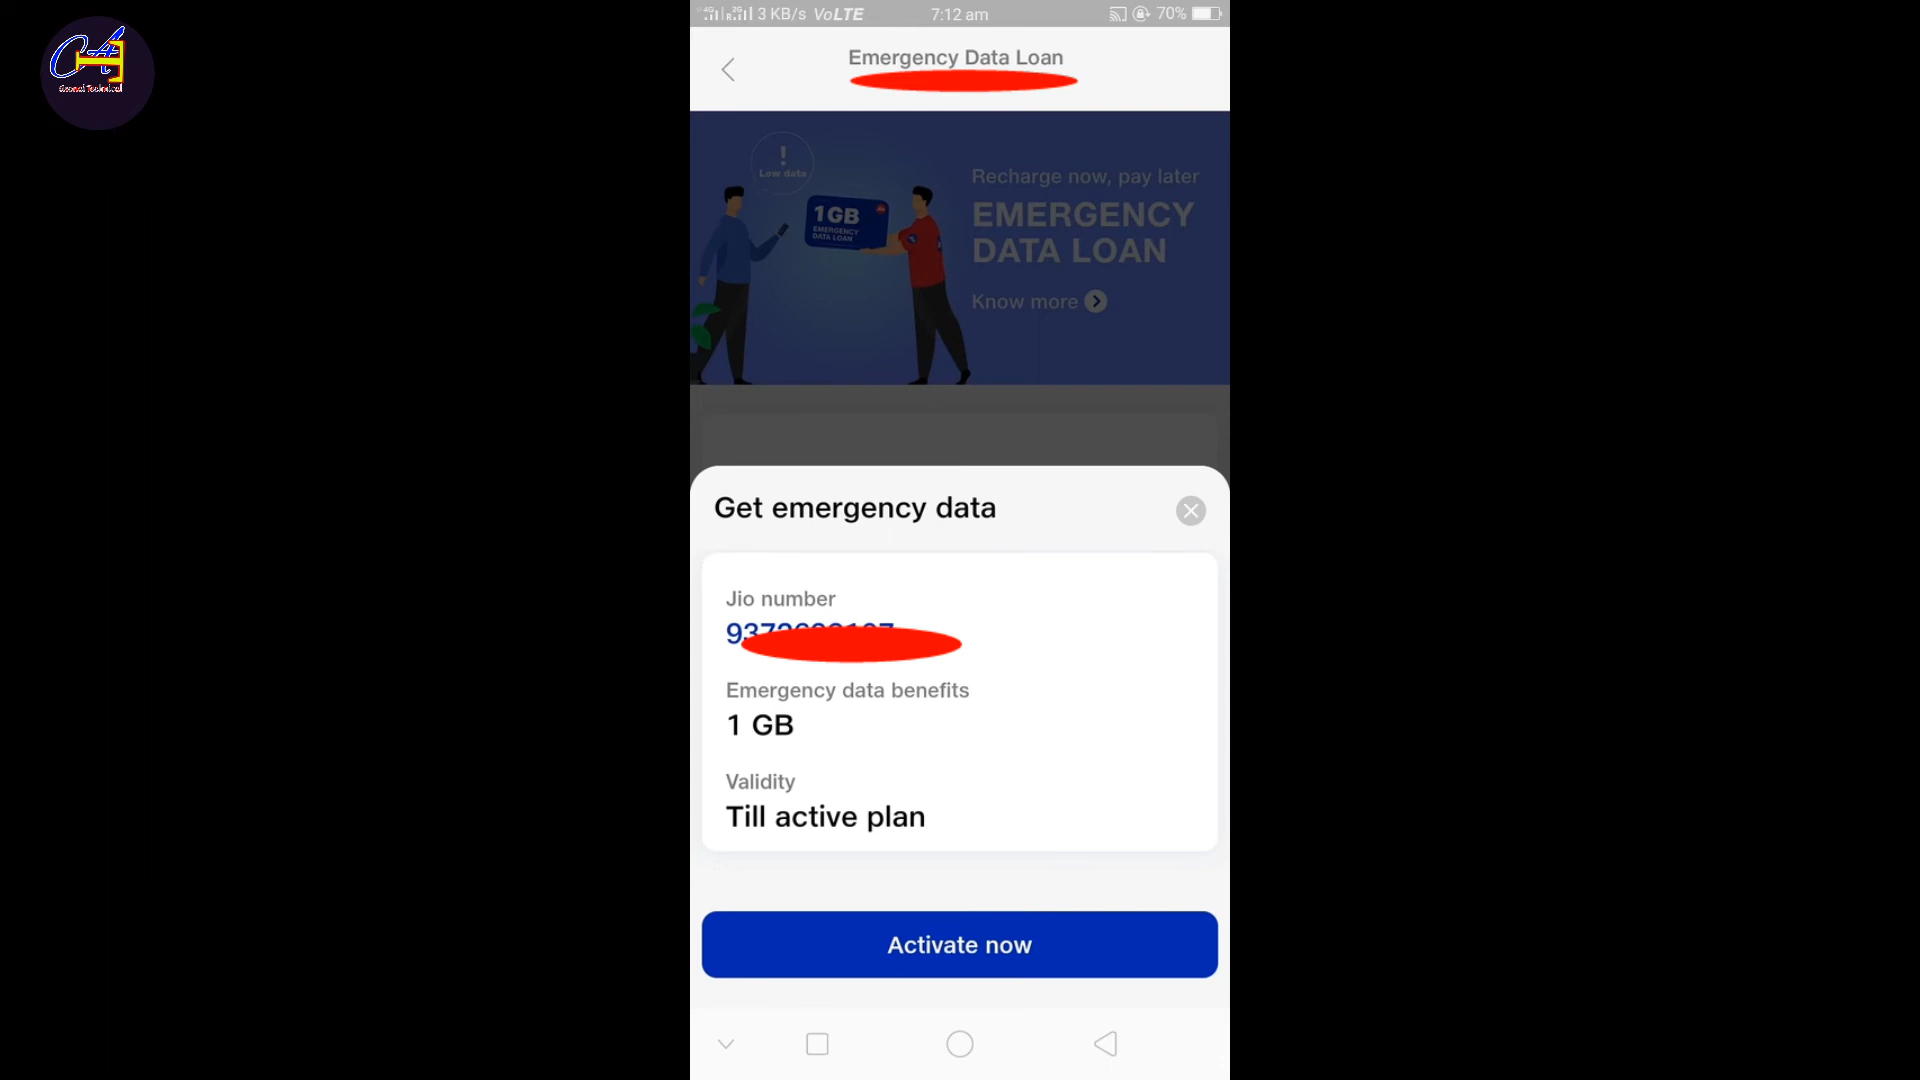 4G 2G R 3 KB/s VoLTE 7:12 am 70%
Emergency Data Loan
!
Low data
1GB
EMERGENCY
DATA LOAN
Recharge now, pay later
EMERGENCY
DATA LOAN
Know more
Get emergency data
Jio number
Emergency data benefits
1 GB
Validity
Till active plan
Activate now